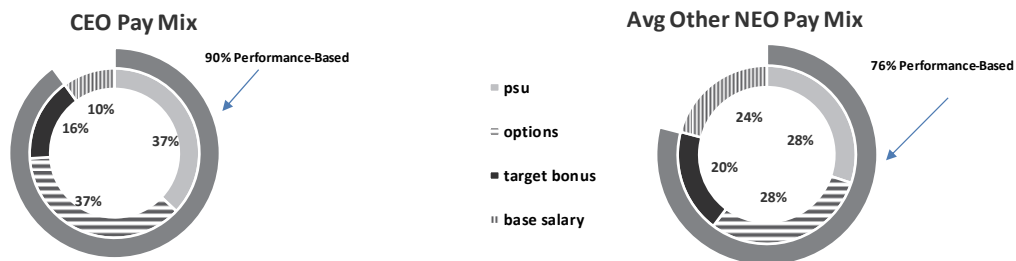 CEO Pay Mix
90% Performance-Based
10%
16%
37%
37%
psu
options
target bonus
base salary
Avg Other NEO Pay Mix
76% Performance-Based
24%
28%
20%
28%